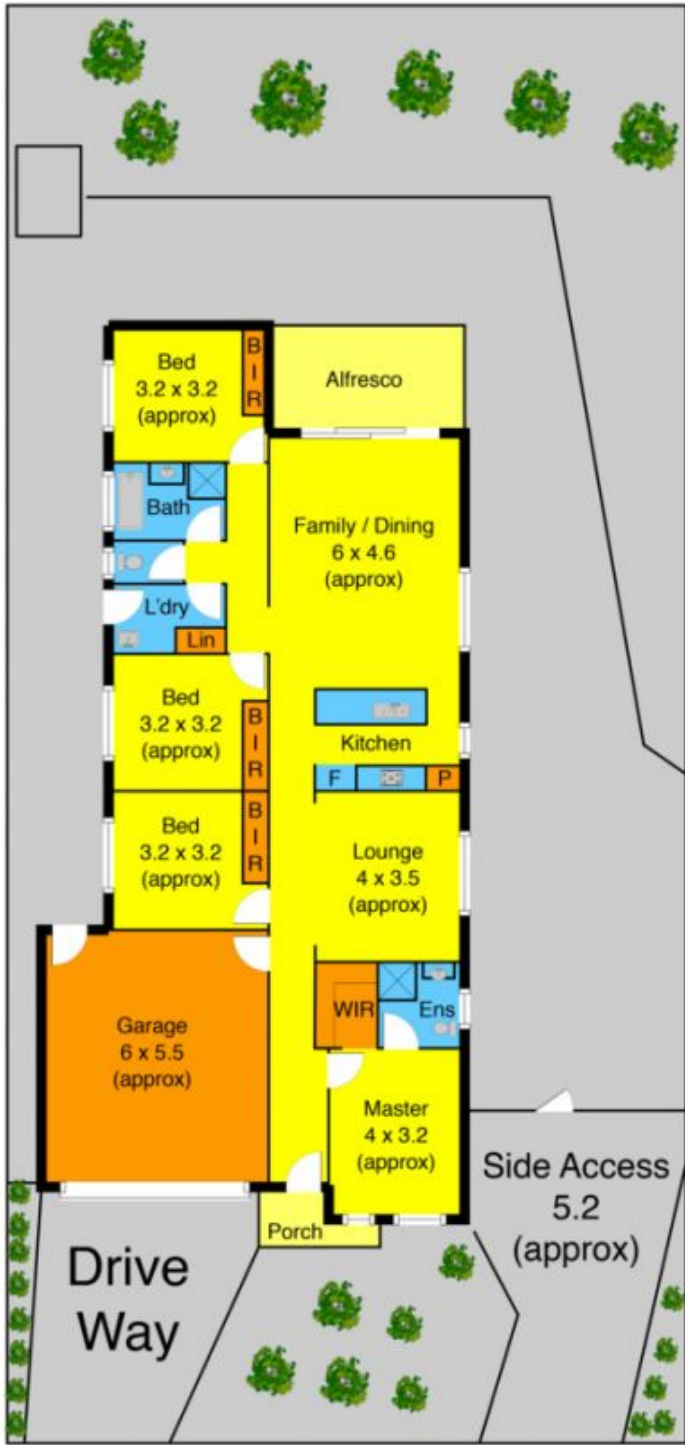 Bed
3.2 x 3.2
(approx)
B
I
R
Alfresco
Bath
Family / Dining
6 x 4.6
(approx)
L'dry
Lin
Bed
3.2 x 3.2
(approx)
B
I
R
Kitchen
F
P
Bed
3.2 x 3.2
(approx)
B
I
R
Lounge
4 x 3.5
(approx)
WIR
Ens
Garage
6 x 5.5
(approx)
Master
4 x 3.2
(approx)
Side Access
5.2
(approx)
Porch
Drive
Way